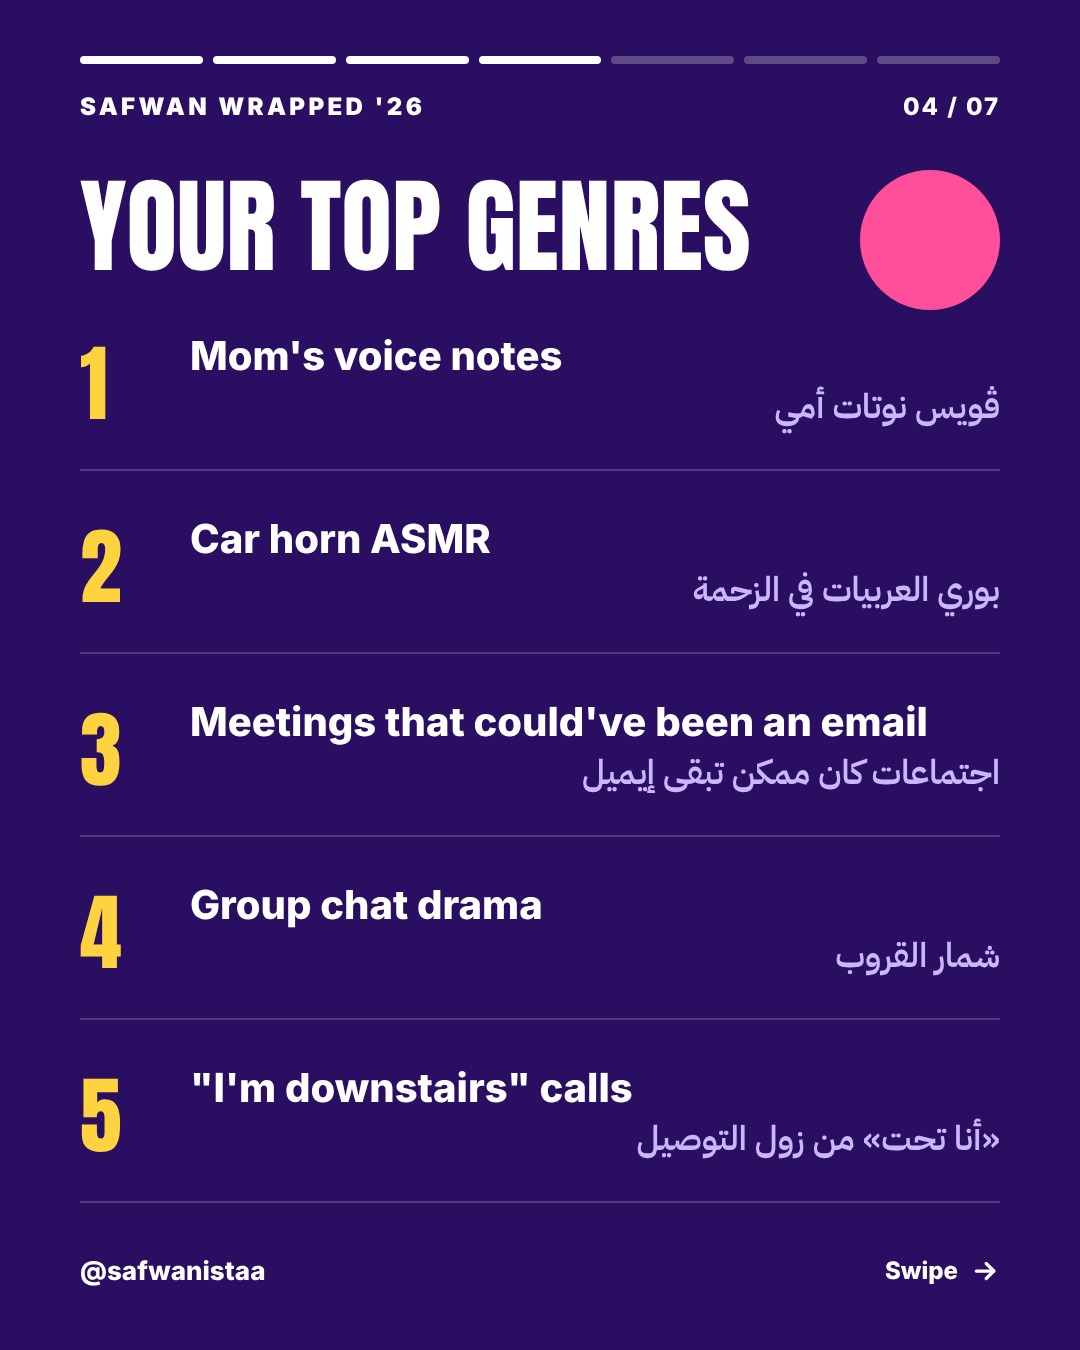 SAFWAN WRAPPED '26
04 / 07
YOUR TOP GENRES
1
Mom's voice notes
ڤويس نوتات أمي
2
Car horn ASMR
بوري العربيات في الزحمة
3
Meetings that could've been an email
اجتماعات كان ممكن تبقى إيميل
4
Group chat drama
شمار القروب
5
"I'm downstairs" calls
«أنا تحت» من زول التوصيل
@safwanistaa
Swipe →